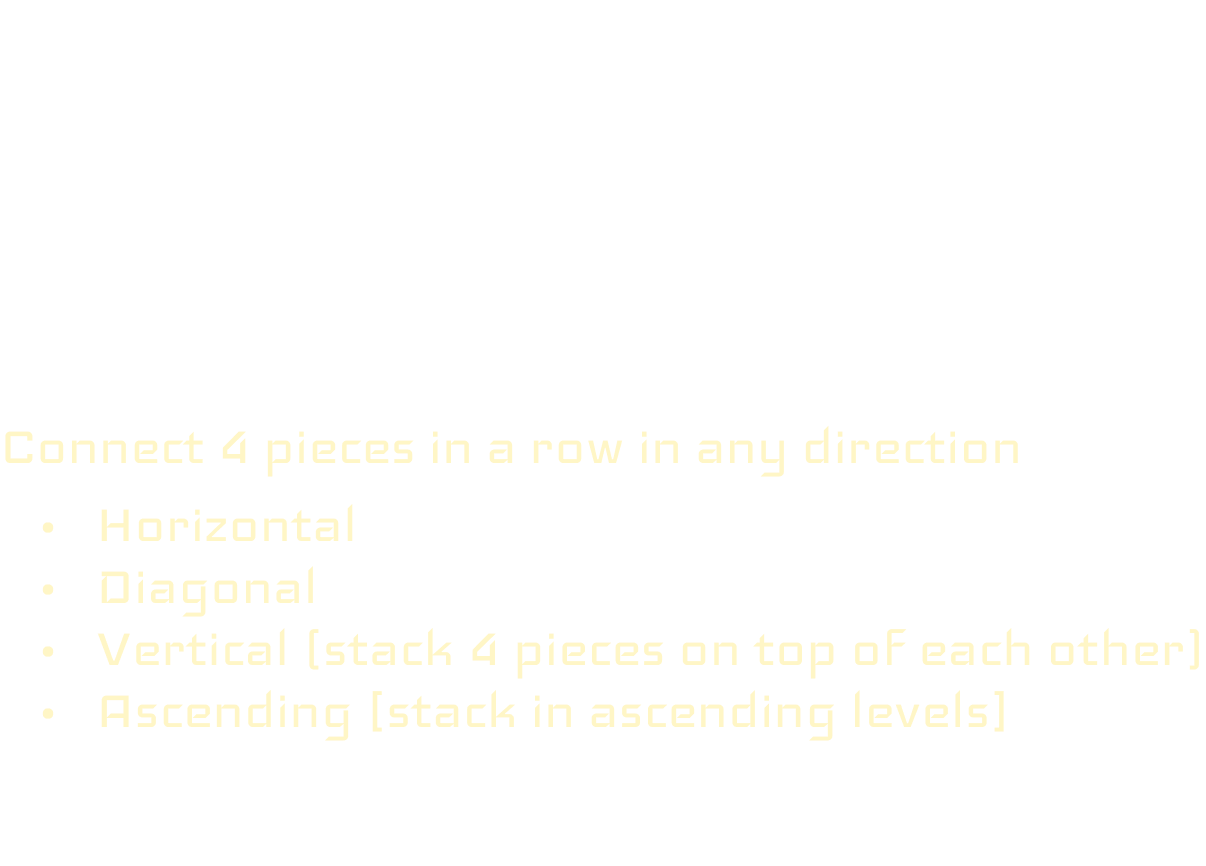 Connect 4 pieces in a row in any direction
• Horizontal
• Diagonal
• Vertical (stack 4 pieces on top of each other)
• Ascending (stack in ascending levels)